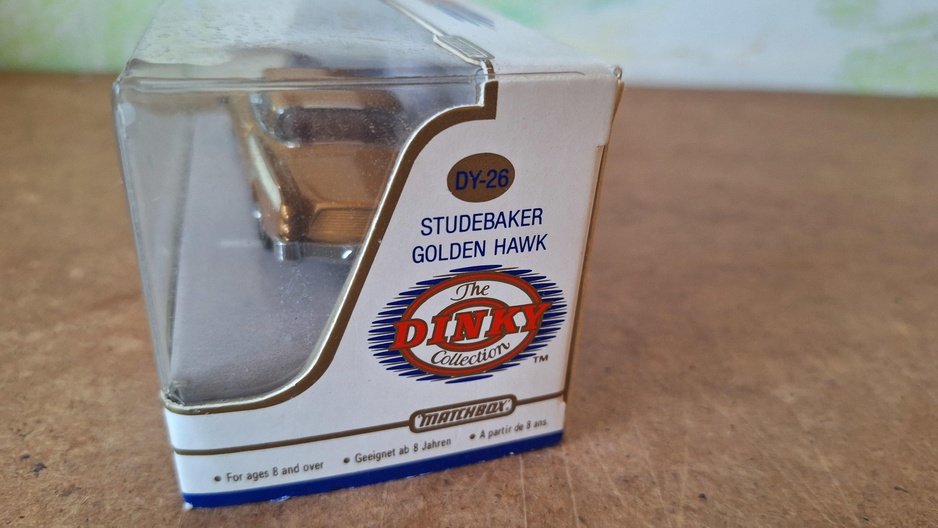 DY-26
STUDEBAKER
GOLDEN HAWK
The
DINKY
Collection
TM
MATCHBOX
• For ages 8 and over • Geeignet ab 8 Jahren • A partir de 8 ans